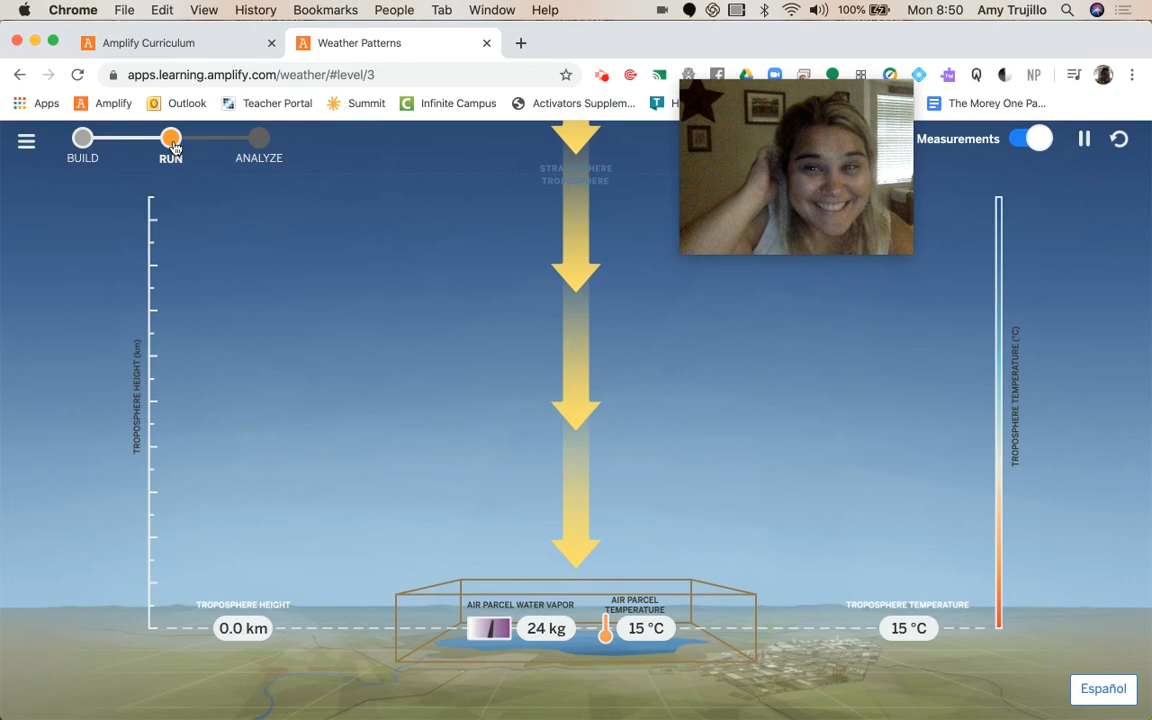 Chrome File Edit View History Bookmarks People Tab Window Help 100% Mon 8:50 Amy Trujillo
Amplify Curriculum
Weather Patterns
apps.learning.amplify.com/weather/#level/3
NP
Apps Amplify Outlook Teacher Portal Summit Infinite Campus Activators Supplem... H The Morey One Pa...
BUILD
RUN
ANALYZE
Measurements
STRATOSPHERE
TROPOSPHERE
TROPOSPHERE HEIGHT (km)
TROPOSPHERE TEMPERATURE (°C)
TROPOSPHERE HEIGHT
0.0 km
AIR PARCEL WATER VAPOR
24 kg
AIR PARCEL
TEMPERATURE
15 °C
TROPOSPHERE TEMPERATURE
15 °C
Español